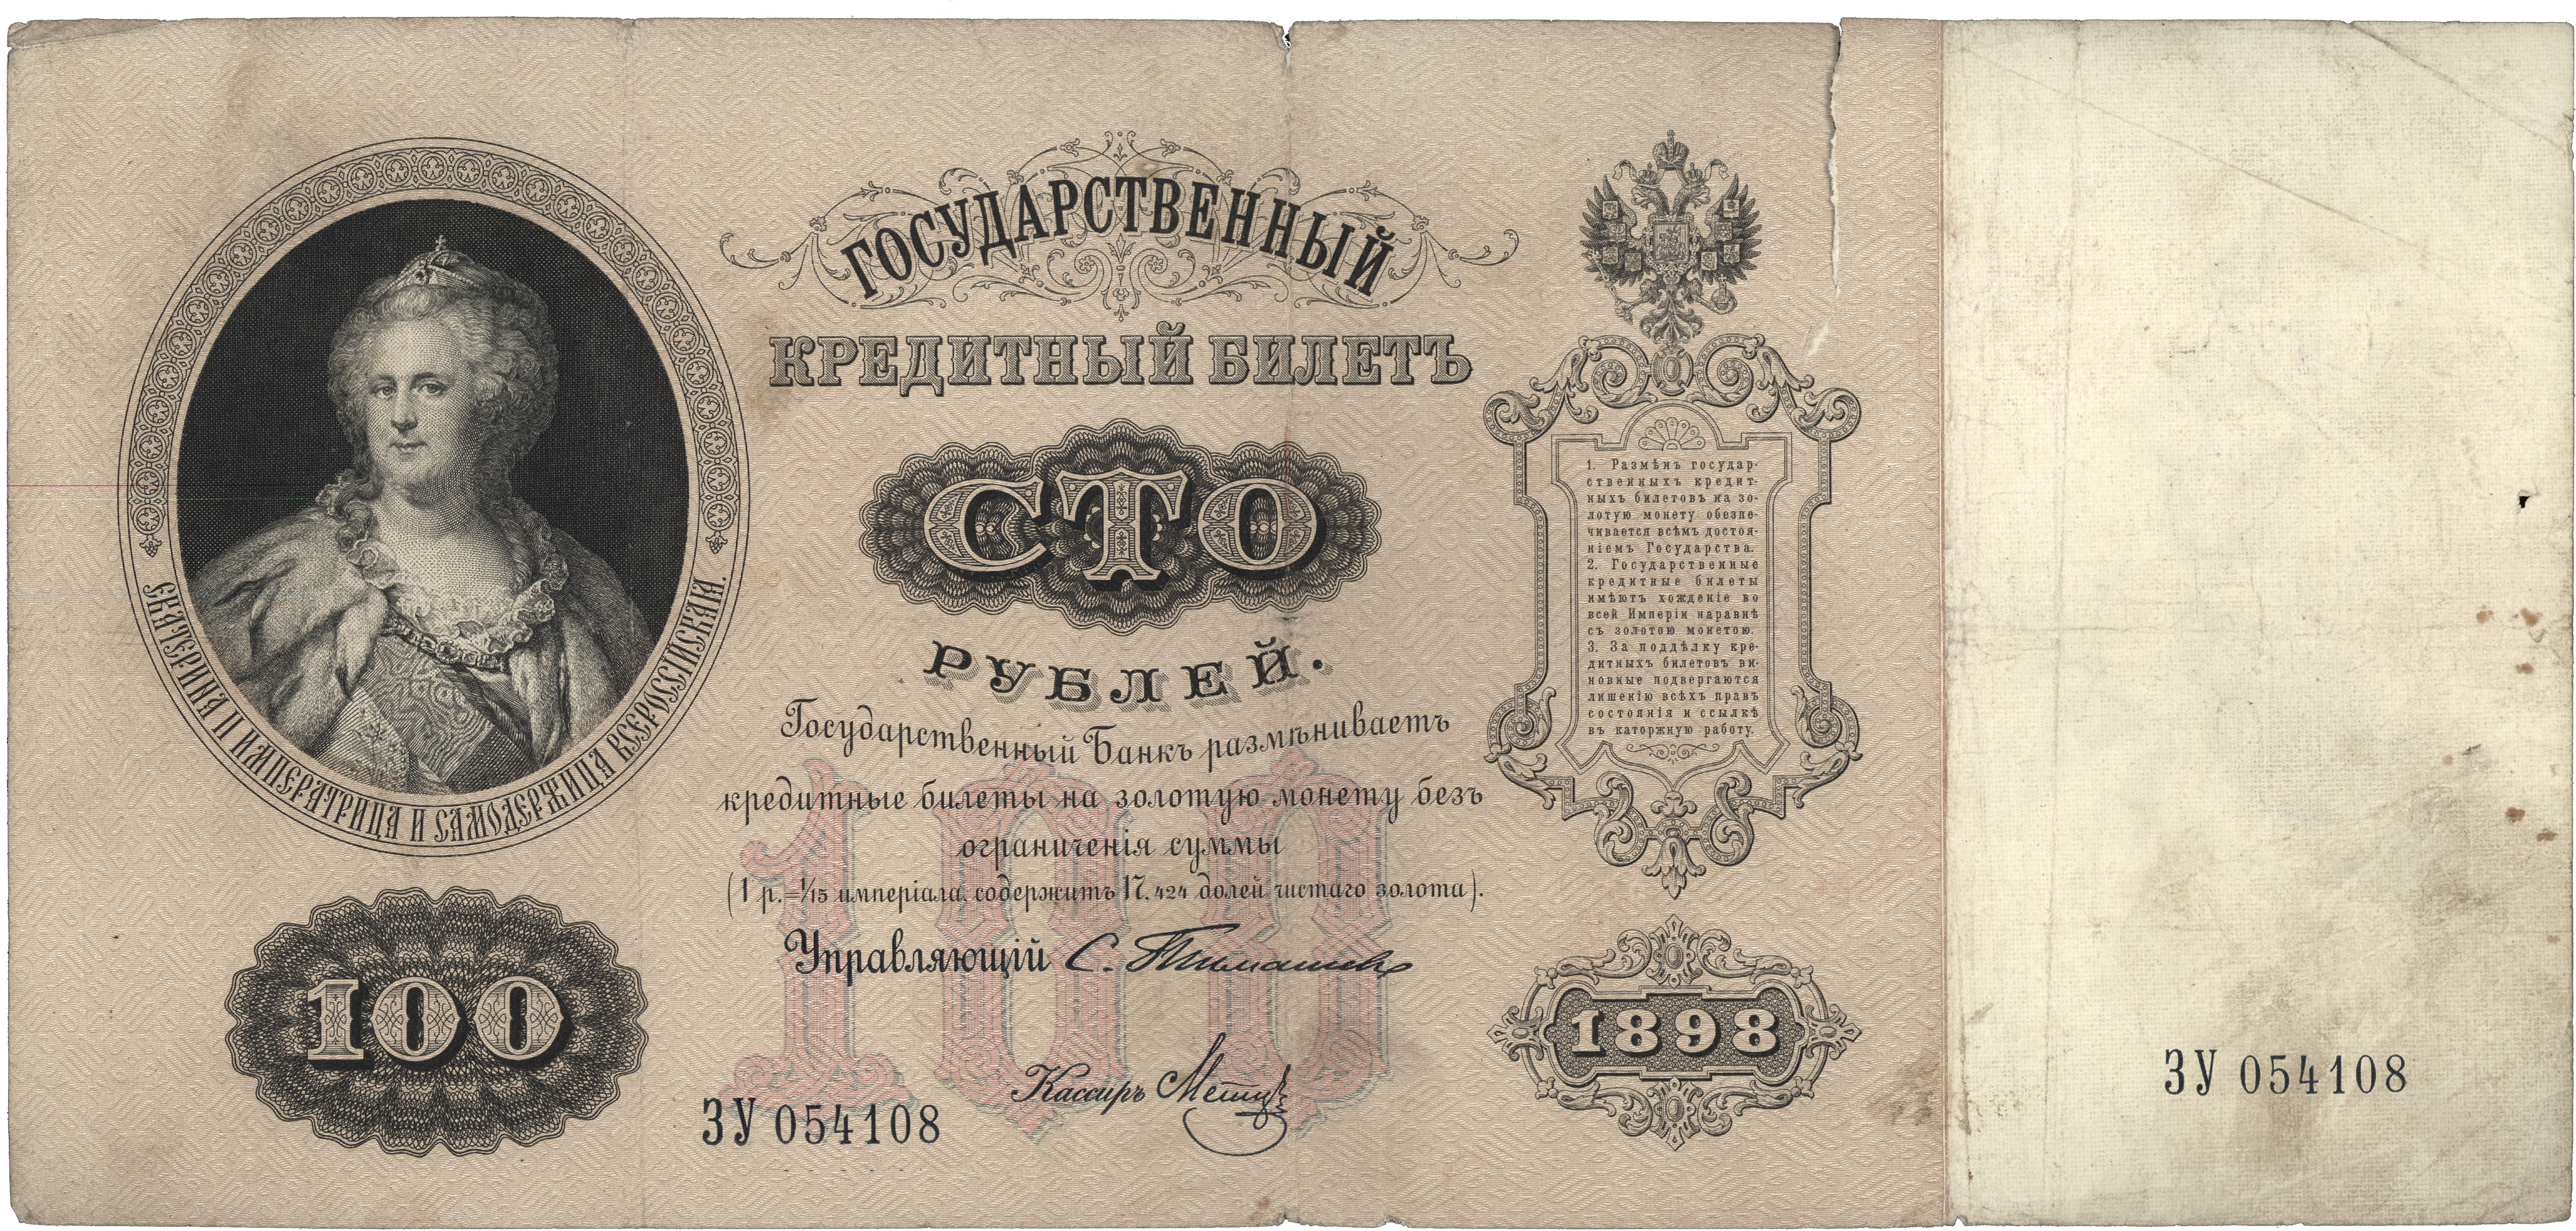 ГОСУДАРСТВЕННЫЙ
КРЕДИТНЫЙ БИЛЕТЪ
СТО
РУБЛЕЙ.
Государственный Банкъ размѣниваетъ
кредитные билеты на золотую монету безъ
ограниченія суммы
(1 р.=1/15 имперіала, содержитъ 17,424 долей чистаго золота).
Управляющій С. Тимашевъ
Кассиръ
ЗУ 054108
100
ЕКАТЕРИНА II ИМПЕРАТРИЦА И САМОДЕРЖИЦА ВСЕРОССІЙСКАЯ.
100
1. Размѣнъ государ-
ственныхъ кредит-
ныхъ билетовъ на зо-
лотую монету обезпе-
чивается всѣмъ достоя-
ніемъ Государства.
2. Государственные
кредитные билеты
имѣютъ хожденіе во
всей Имперіи наравнѣ
съ золотою монетою.
3. За поддѣлку кре-
дитныхъ билетовъ ви-
новные подвергаются
лишенію всѣхъ правъ
состоянія и ссылкѣ
въ каторжную работу.
1898
ЗУ 054108